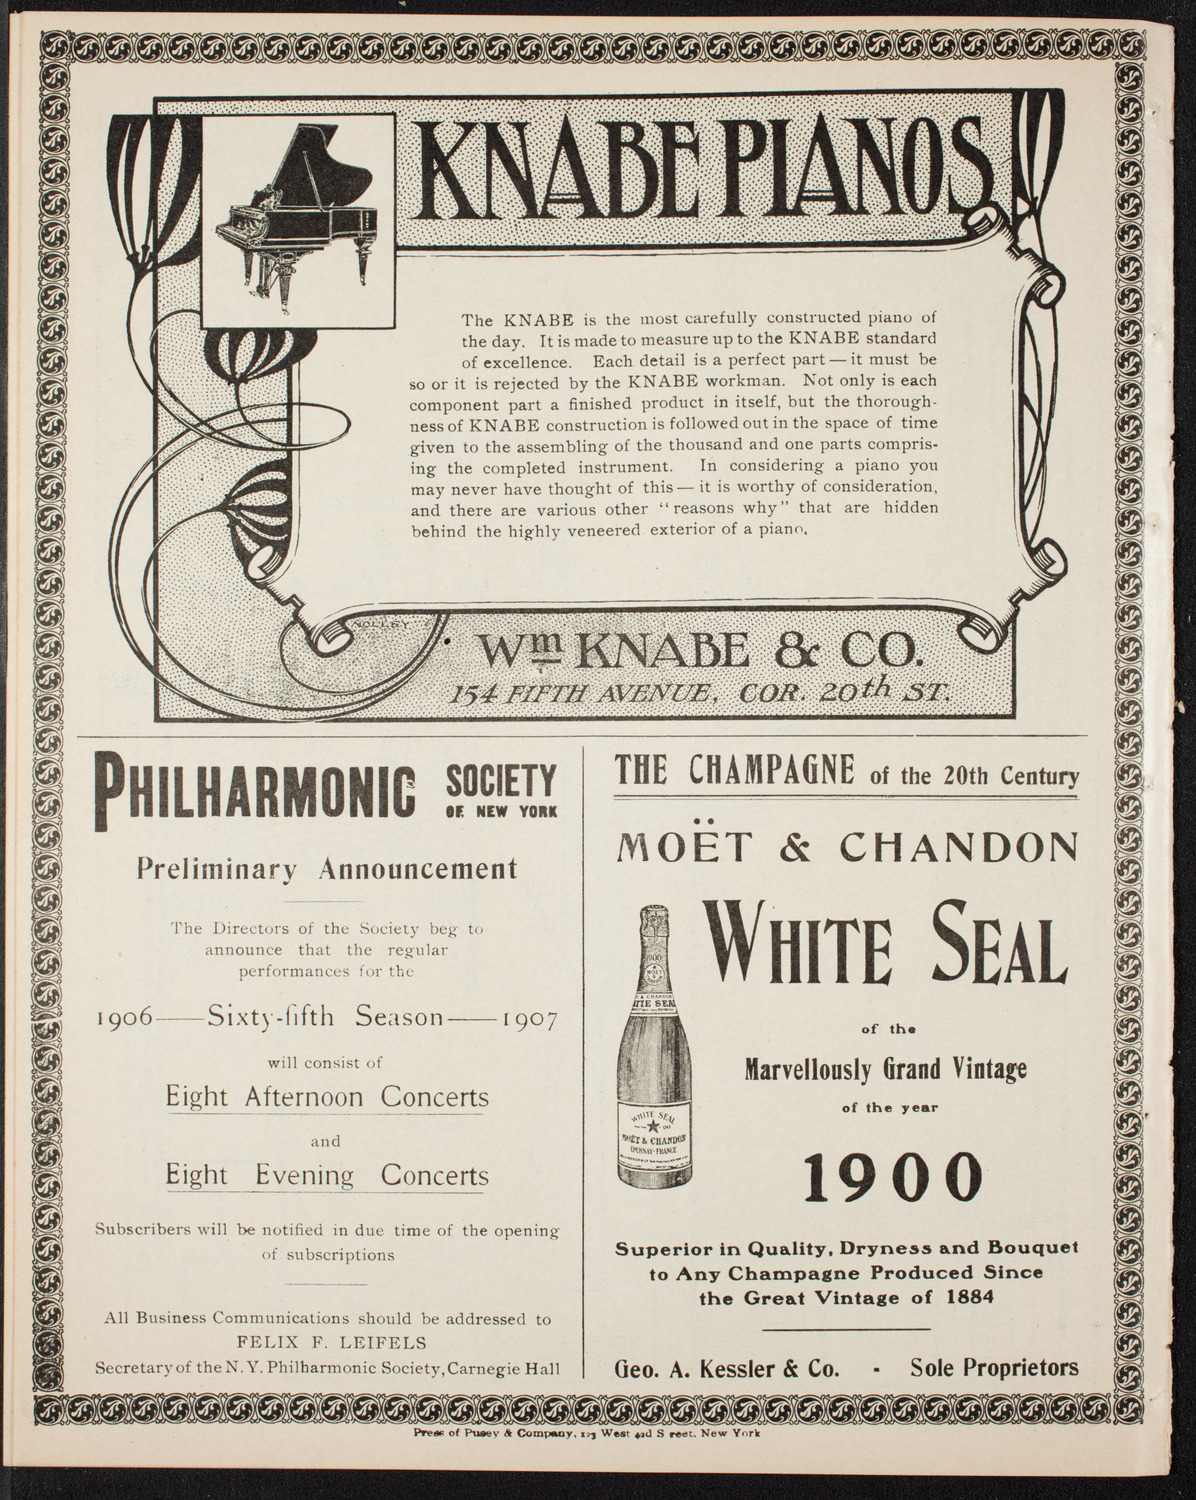 KNABE PIANOS
The KNABE is the most carefully constructed piano of
the day. It is made to measure up to the KNABE standard
of excellence. Each detail is a perfect part — it must be
so or it is rejected by the KNABE workman. Not only is each
component part a finished product in itself, but the thorough-
ness of KNABE construction is followed out in the space of time
given to the assembling of the thousand and one parts compris-
ing the completed instrument. In considering a piano you
may never have thought of this — it is worthy of consideration,
and there are various other "reasons why" that are hidden
behind the highly veneered exterior of a piano.
Wm KNABE & CO.
154 FIFTH AVENUE, COR. 20th ST.
PHILHARMONIC SOCIETY
OF NEW YORK
Preliminary Announcement
The Directors of the Society beg to
announce that the regular
performances for the
1906——Sixty-fifth Season——1907
will consist of
Eight Afternoon Concerts
and
Eight Evening Concerts
Subscribers will be notified in due time of the opening
of subscriptions
All Business Communications should be addressed to
FELIX F. LEIFELS
Secretary of the N. Y. Philharmonic Society, Carnegie Hall
THE CHAMPAGNE of the 20th Century
MOËT & CHANDON
WHITE SEAL
1900
WHITE SEAL
MOËT & CHANDON
EPERNAY-FRANCE
of the
Marvellously Grand Vintage
of the year
1900
Superior in Quality, Dryness and Bouquet
to Any Champagne Produced Since
the Great Vintage of 1884
Geo. A. Kessler & Co. - Sole Proprietors
Press of Pusey & Company, 123 West 42d S reet, New York